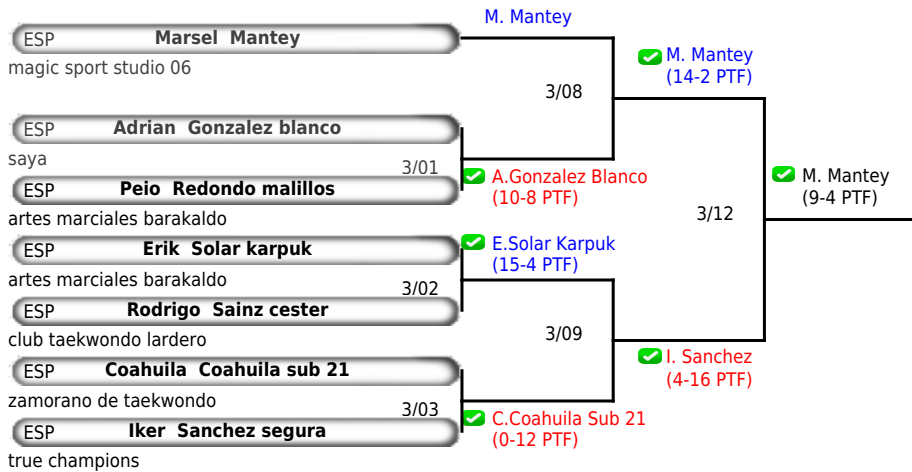 M. Mantey
ESP Marsel Mantey
magic sport studio 06
M. Mantey
(14-2 PTF)
3/08
ESP Adrian Gonzalez blanco
saya
3/01
A.Gonzalez Blanco
(10-8 PTF)
ESP Peio Redondo malillos
artes marciales barakaldo
M. Mantey
(9-4 PTF)
3/12
ESP Erik Solar karpuk
artes marciales barakaldo
E.Solar Karpuk
(15-4 PTF)
3/02
ESP Rodrigo Sainz cester
club taekwondo lardero
3/09
I. Sanchez
(4-16 PTF)
ESP Coahuila Coahuila sub 21
zamorano de taekwondo
3/03
C.Coahuila Sub 21
(0-12 PTF)
ESP Iker Sanchez segura
true champions